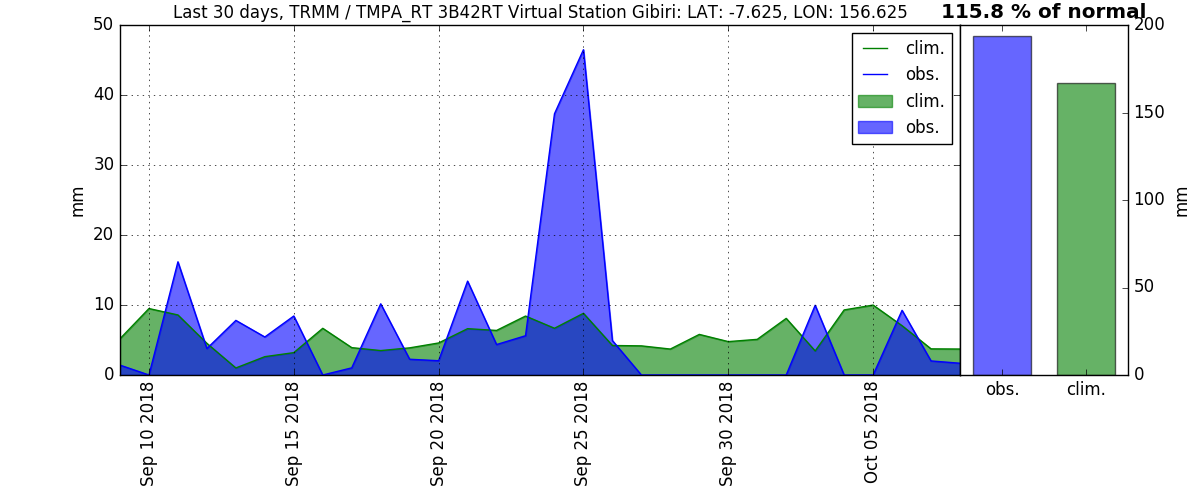 Last 30 days, TRMM / TMPA_RT 3B42RT Virtual Station Gibiri: LAT: -7.625, LON: 156.625
115.8 % of normal
50
40
30
20
10
0
mm
clim.
obs.
clim.
obs.
Sep 10 2018
Sep 15 2018
Sep 20 2018
Sep 25 2018
Sep 30 2018
Oct 05 2018
200
150
100
50
0
mm
obs.
clim.